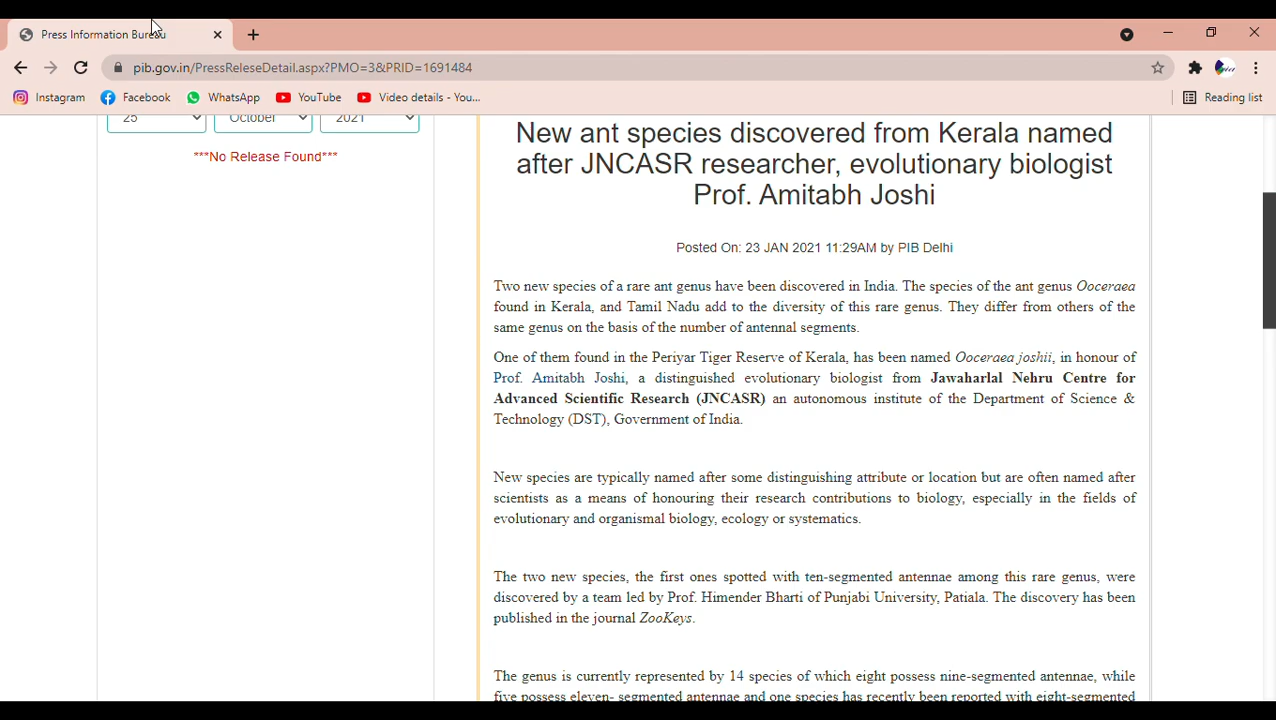 Press Information Bureau
pib.gov.in/PressReleseDetail.aspx?PMO=3&PRID=1691484
Instagram Facebook WhatsApp YouTube Video details - You... Reading list
25 October 2021
***No Release Found***
New ant species discovered from Kerala named
after JNCASR researcher, evolutionary biologist
Prof. Amitabh Joshi
Posted On: 23 JAN 2021 11:29AM by PIB Delhi
Two new species of a rare ant genus have been discovered in India. The species of the ant genus Ooceraea
found in Kerala, and Tamil Nadu add to the diversity of this rare genus. They differ from others of the
same genus on the basis of the number of antennal segments.
One of them found in the Periyar Tiger Reserve of Kerala, has been named Ooceraea joshii, in honour of
Prof. Amitabh Joshi, a distinguished evolutionary biologist from Jawaharlal Nehru Centre for
Advanced Scientific Research (JNCASR) an autonomous institute of the Department of Science &
Technology (DST), Government of India.
New species are typically named after some distinguishing attribute or location but are often named after
scientists as a means of honouring their research contributions to biology, especially in the fields of
evolutionary and organismal biology, ecology or systematics.
The two new species, the first ones spotted with ten-segmented antennae among this rare genus, were
discovered by a team led by Prof. Himender Bharti of Punjabi University, Patiala. The discovery has been
published in the journal ZooKeys.
The genus is currently represented by 14 species of which eight possess nine-segmented antennae, while
five possess eleven- segmented antennae and one species has recently been reported with eight-segmented